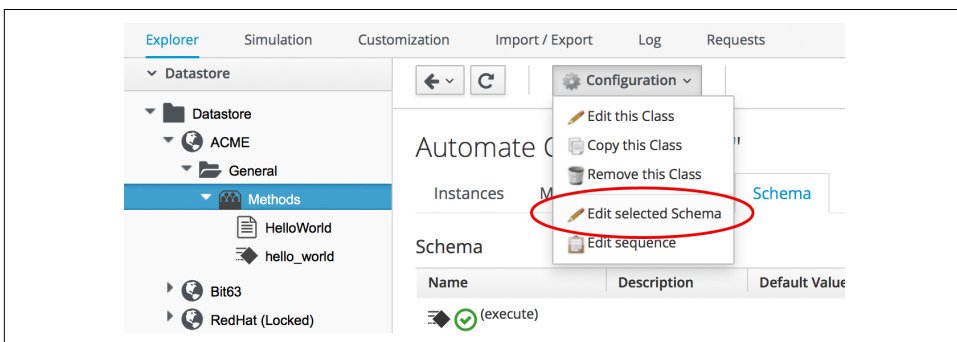 Explorer Simulation Customization Import / Export Log Requests
Datastore
Configuration
Datastore
ACME
General
Methods
HelloWorld
hello_world
Bit63
RedHat (Locked)
Edit this Class
Copy this Class
Remove this Class
Edit selected Schema
Edit sequence
Automate
Instances Schema
Schema
Name Description Default Value
(execute)